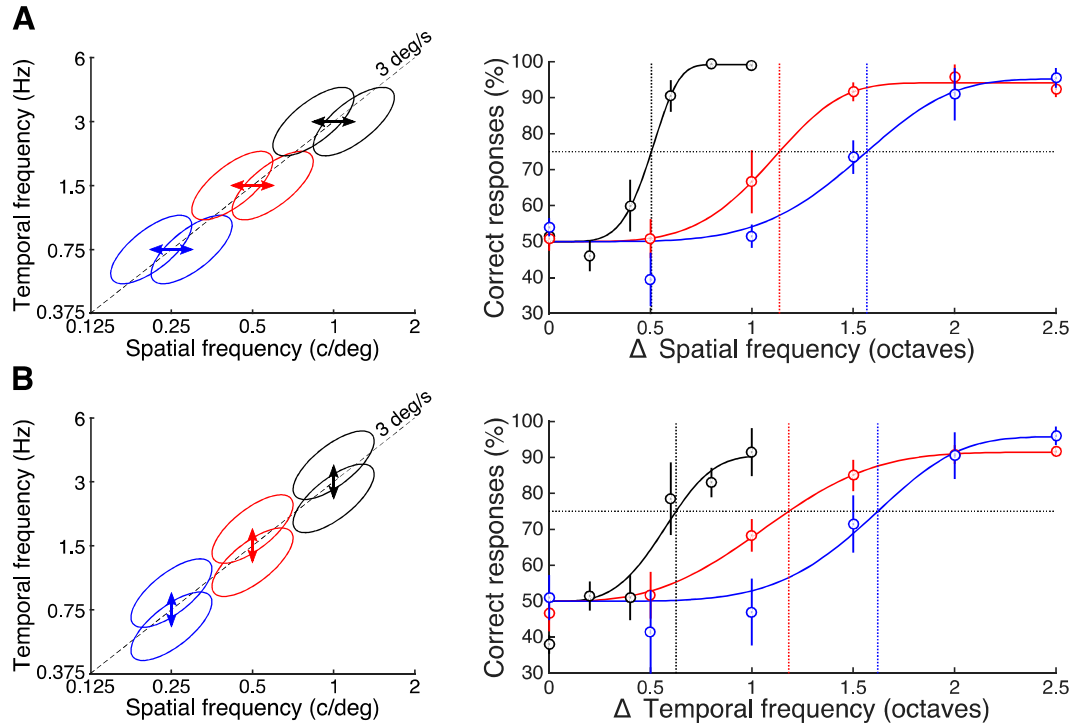 A
Temporal frequency (Hz)
6
3
1.5
0.75
0.375
3 deg/s
0.125 0.25 0.5 1 2
Spatial frequency (c/deg)
Correct responses (%)
100
90
80
70
60
50
40
30
0 0.5 1 1.5 2 2.5
Δ Spatial frequency (octaves)
B
Temporal frequency (Hz)
6
3
1.5
0.75
0.375
3 deg/s
0.125 0.25 0.5 1 2
Spatial frequency (c/deg)
Correct responses (%)
100
90
80
70
60
50
40
30
0 0.5 1 1.5 2 2.5
Δ Temporal frequency (octaves)